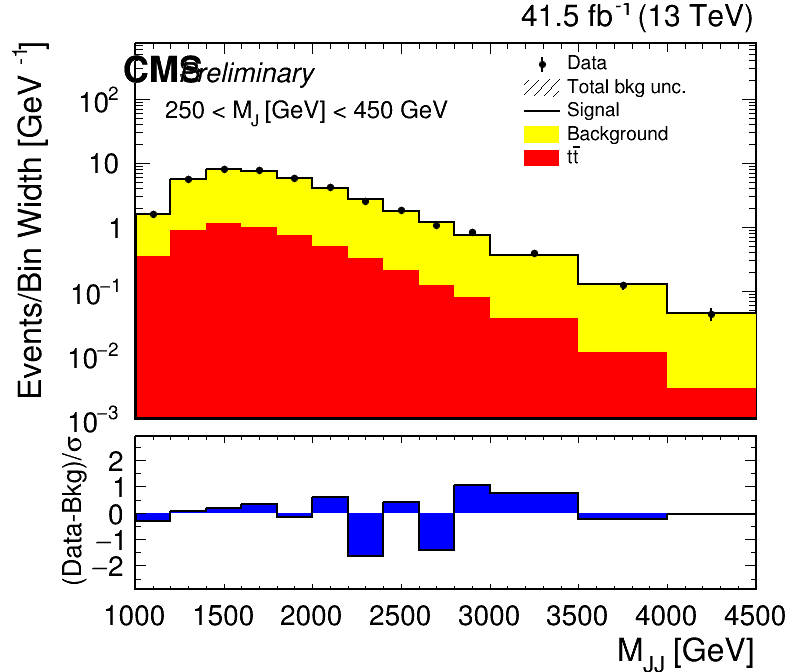 41.5 fb⁻¹ (13 TeV)
CMS Preliminary
250 < M_J [GeV] < 450 GeV
Data
Total bkg unc.
Signal
Background
tt̄
Events/Bin Width [GeV⁻¹]
10²
10
1
10⁻¹
10⁻²
10⁻³
(Data-Bkg)/σ
2
1
0
−1
−2
1000 1500 2000 2500 3000 3500 4000 4500
M_JJ [GeV]